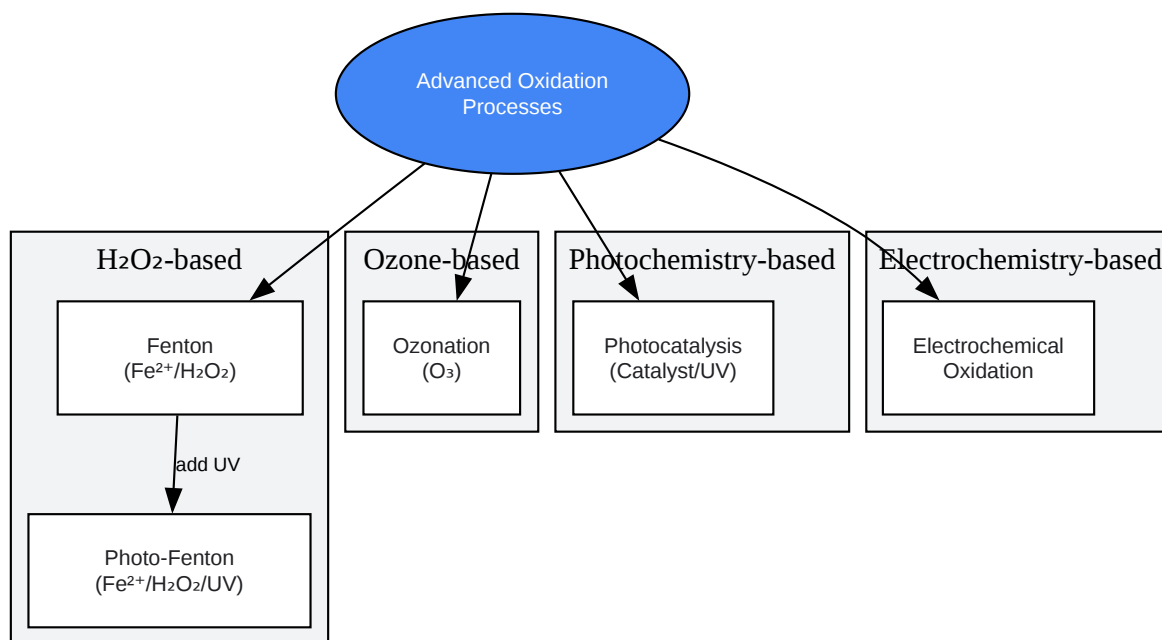 Advanced Oxidation
Processes
H₂O₂-based
Ozone-based
Photochemistry-based
Electrochemistry-based
Fenton
(Fe²⁺/H₂O₂)
Ozonation
(O₃)
Photocatalysis
(Catalyst/UV)
Electrochemical
Oxidation
add UV
Photo-Fenton
(Fe²⁺/H₂O₂/UV)